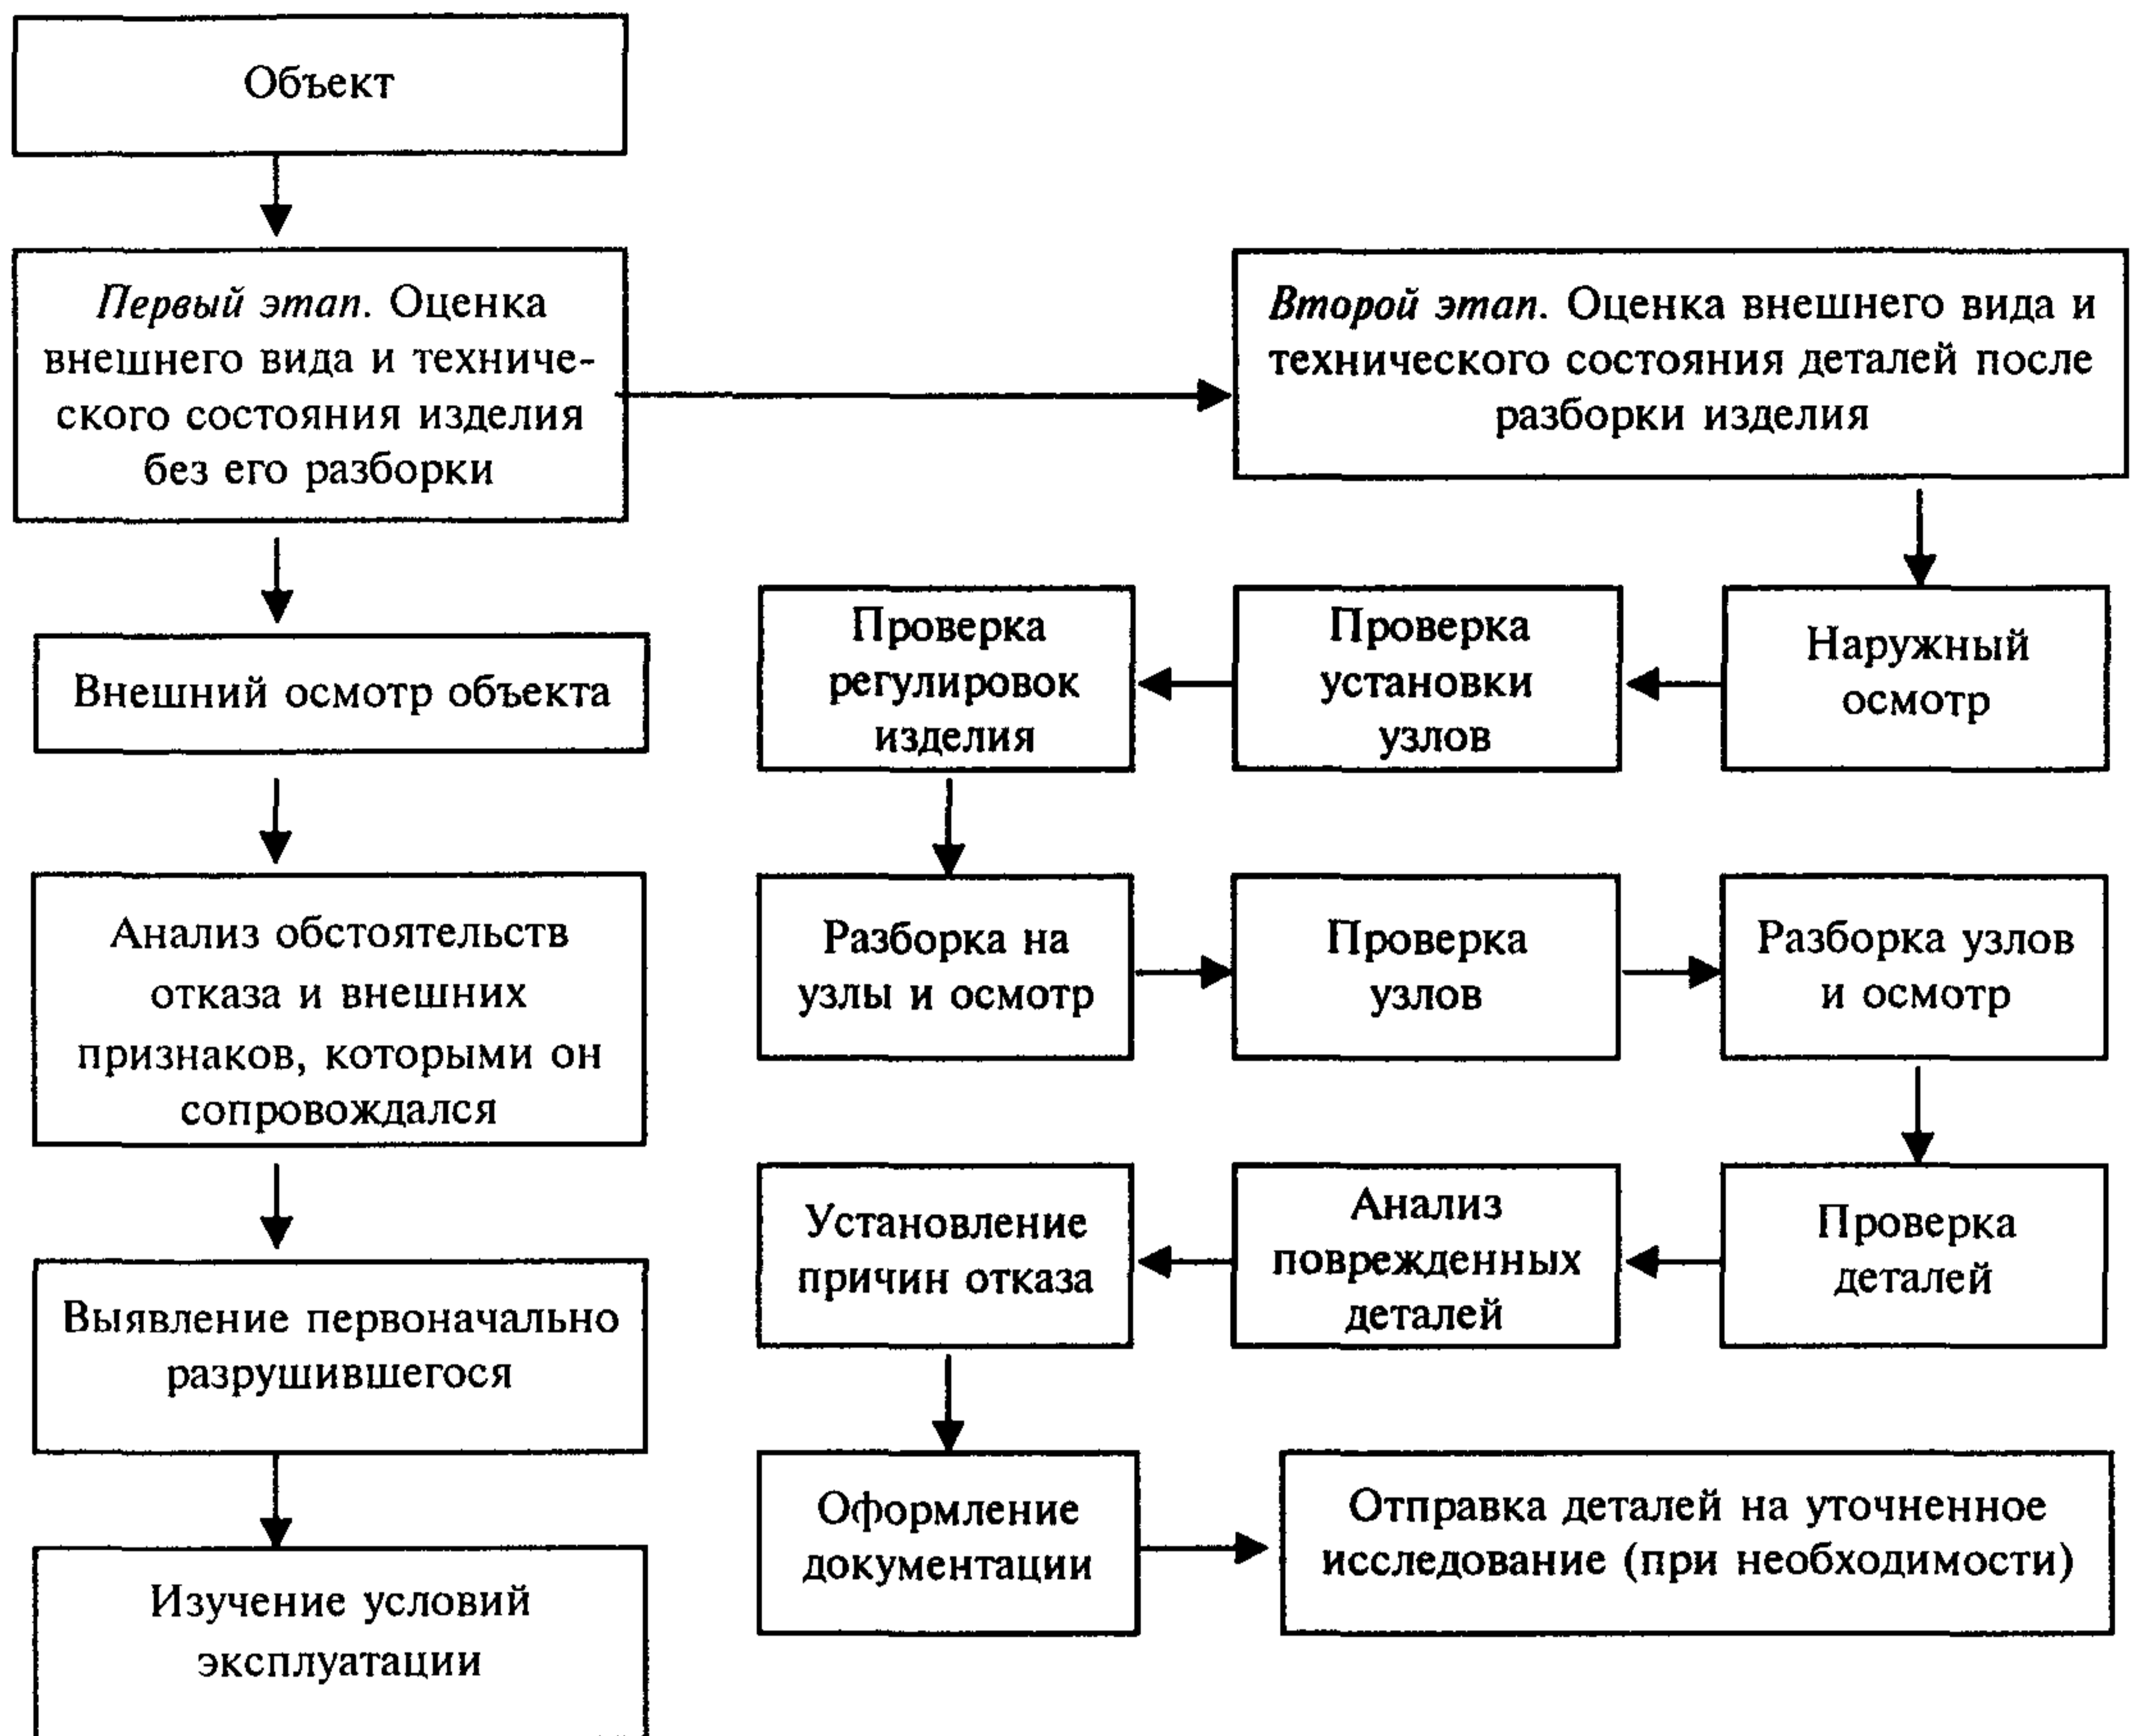 Объект
Первый этап. Оценка
внешнего вида и техниче-
ского состояния изделия
без его разборки
Внешний осмотр объекта
Анализ обстоятельств
отказа и внешних
признаков, которыми он
сопровождался
Выявление первоначально
разрушившегося
Изучение условий
эксплуатации
Второй этап. Оценка внешнего вида и
технического состояния деталей после
разборки изделия
Наружный
осмотр
Проверка
установки
узлов
Проверка
регулировок
изделия
Разборка на
узлы и осмотр
Проверка
узлов
Разборка узлов
и осмотр
Проверка
деталей
Анализ
поврежденных
деталей
Установление
причин отказа
Оформление
документации
Отправка деталей на уточненное
исследование (при необходимости)